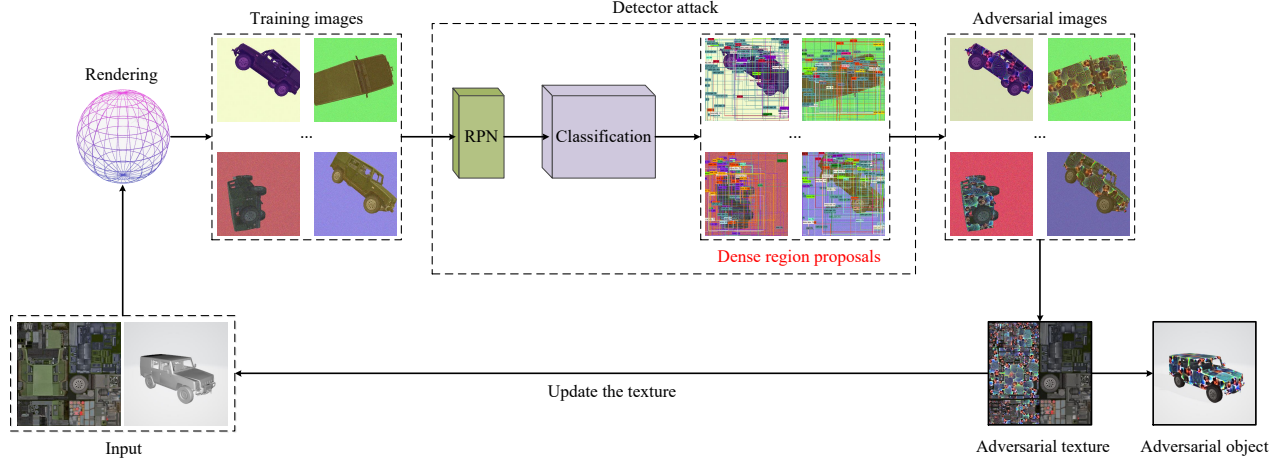 Training images
Detector attack
Adversarial images
Rendering
...
...
...
RPN
Classification
Dense region proposals
Update the texture
Input
Adversarial texture
Adversarial object